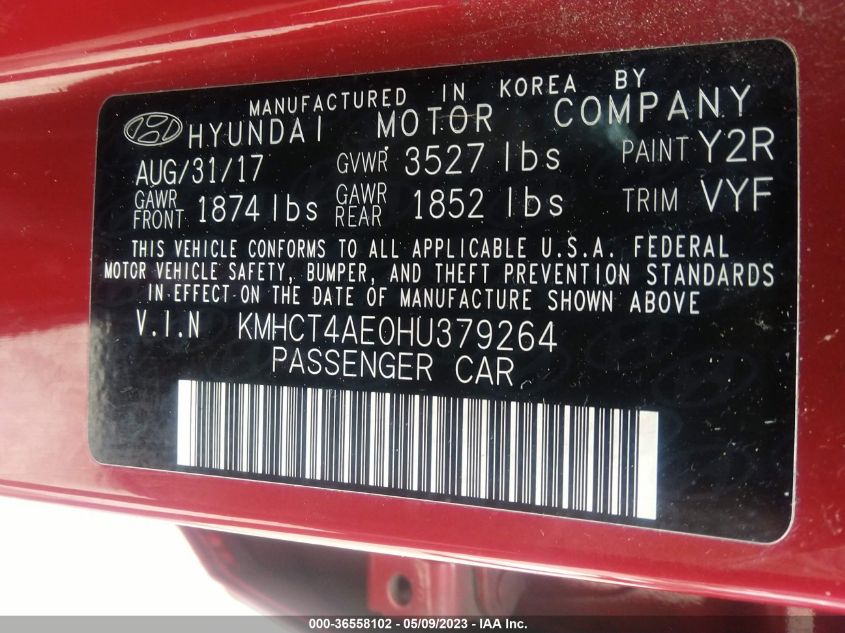 MANUFACTURED IN KOREA BY
HYUNDAI MOTOR COMPANY
AUG/31/17 GVWR 3527 lbs PAINT Y2R
GAWR FRONT 1874 lbs GAWR REAR 1852 lbs TRIM VYF
THIS VEHICLE CONFORMS TO ALL APPLICABLE U.S.A. FEDERAL
MOTOR VEHICLE SAFETY, BUMPER, AND THEFT PREVENTION STANDARDS
IN EFFECT ON THE DATE OF MANUFACTURE SHOWN ABOVE
V.I.N KMHCT4AE0HU379264
PASSENGER CAR
000-36558102 - 05/09/2023 - IAA Inc.